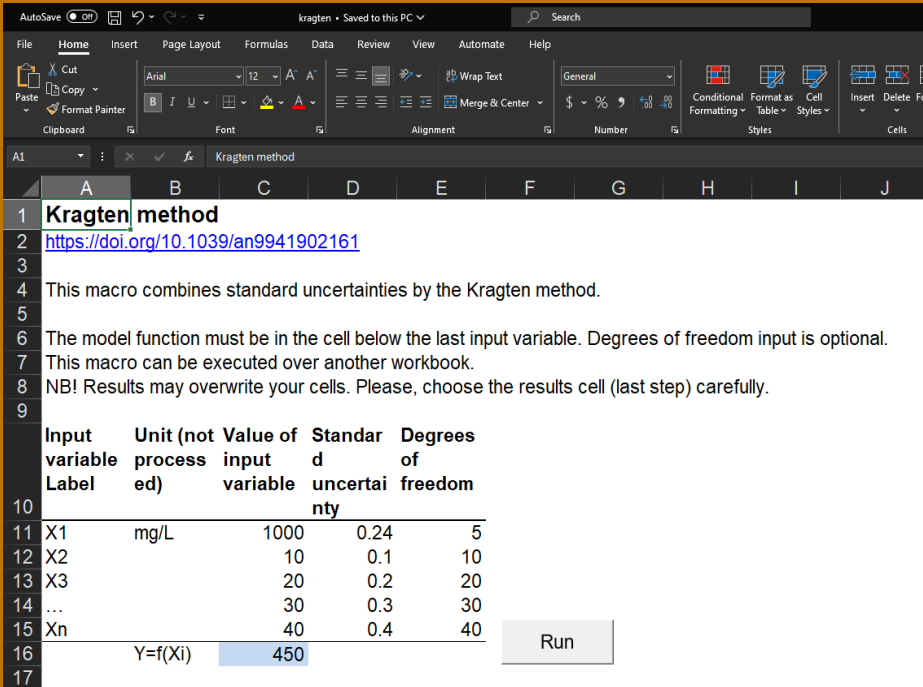 AutoSave Off kragten • Saved to this PC Search
File Home Insert Page Layout Formulas Data Review View Automate Help
Cut
Copy
Format Painter
Paste
Arial 12 A^ A˅
B I U A
ab Wrap Text
Merge & Center
General
$ % 9
Conditional Formatting
Format as Table
Cell Styles
Insert Delete
Clipboard Font Alignment Number Styles Cells
A1 fx Kragten method
A B C D E F G H I J
1 Kragten method
2 https://doi.org/10.1039/an9941902161
3
4 This macro combines standard uncertainties by the Kragten method.
5
6 The model function must be in the cell below the last input variable. Degrees of freedom input is optional.
7 This macro can be executed over another workbook.
8 NB! Results may overwrite your cells. Please, choose the results cell (last step) carefully.
9
Input Unit (not Value of Standar Degrees
variable process input d of
Label ed) variable uncertai freedom
10 nty
11 X1 mg/L 1000 0.24 5
12 X2 10 0.1 10
13 X3 20 0.2 20
14 ... 30 0.3 30
15 Xn 40 0.4 40
Run
16 Y=f(Xi) 450
17